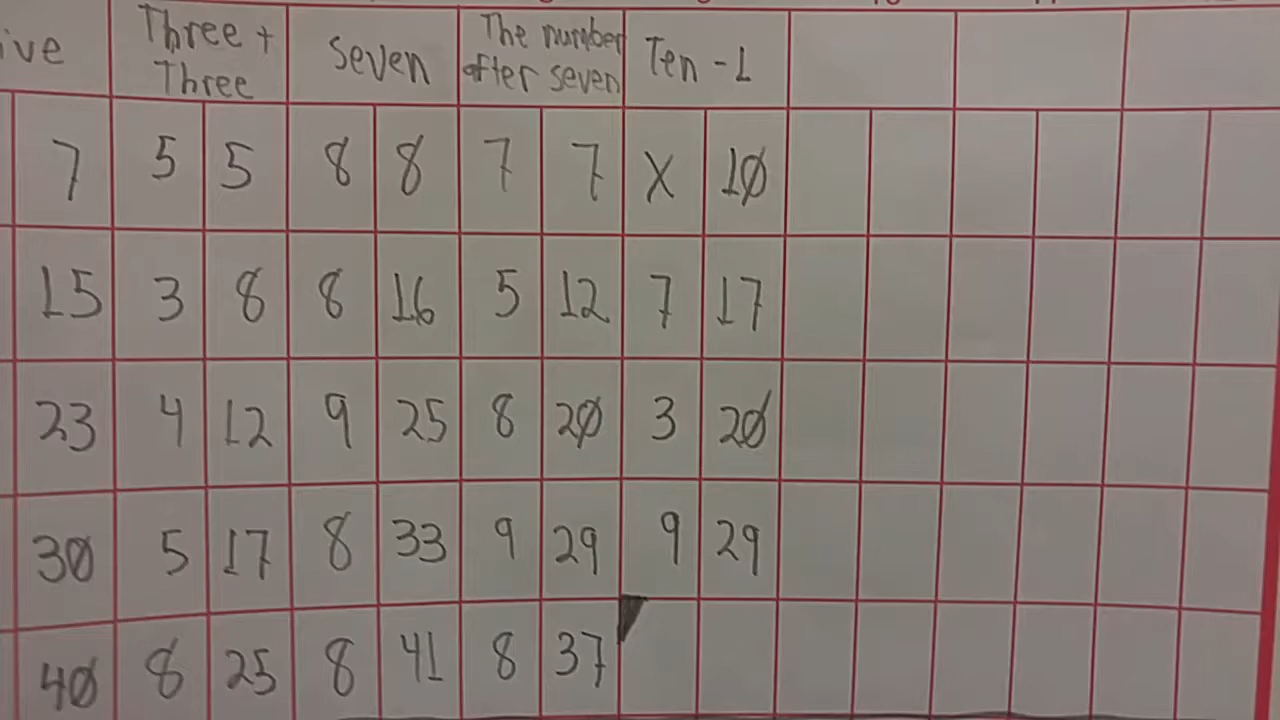 ive Three + Seven The number Ten - 1
Three after seven
7 5 5 8 8 7 7 X 10
15 3 8 8 16 5 12 7 17
23 4 12 9 25 8 20 3 20
30 5 17 8 33 9 29 9 29
40 8 25 8 41 8 37